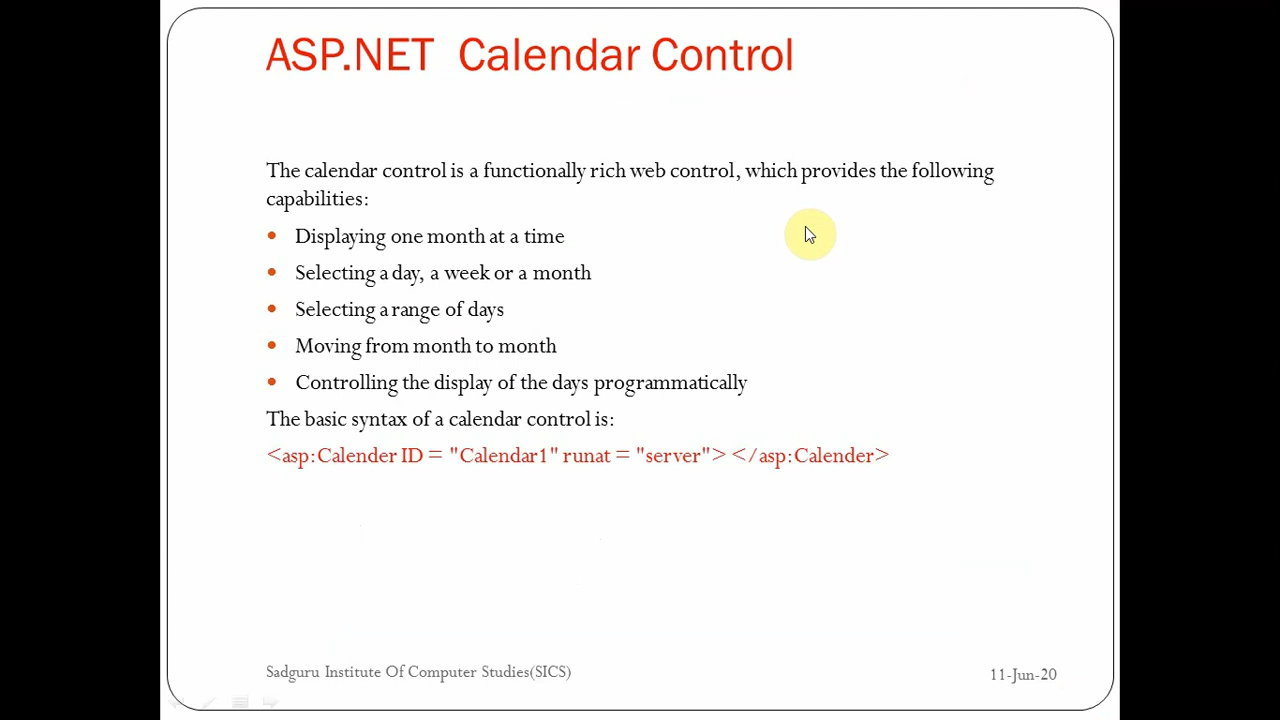 ASP.NET Calendar Control
The calendar control is a functionally rich web control, which provides the following
capabilities:
• Displaying one month at a time
• Selecting a day, a week or a month
• Selecting a range of days
• Moving from month to month
• Controlling the display of the days programmatically
The basic syntax of a calendar control is:
<asp:Calender ID = "Calendar1" runat = "server"> </asp:Calender>
Sadguru Institute Of Computer Studies(SICS)
11-Jun-20